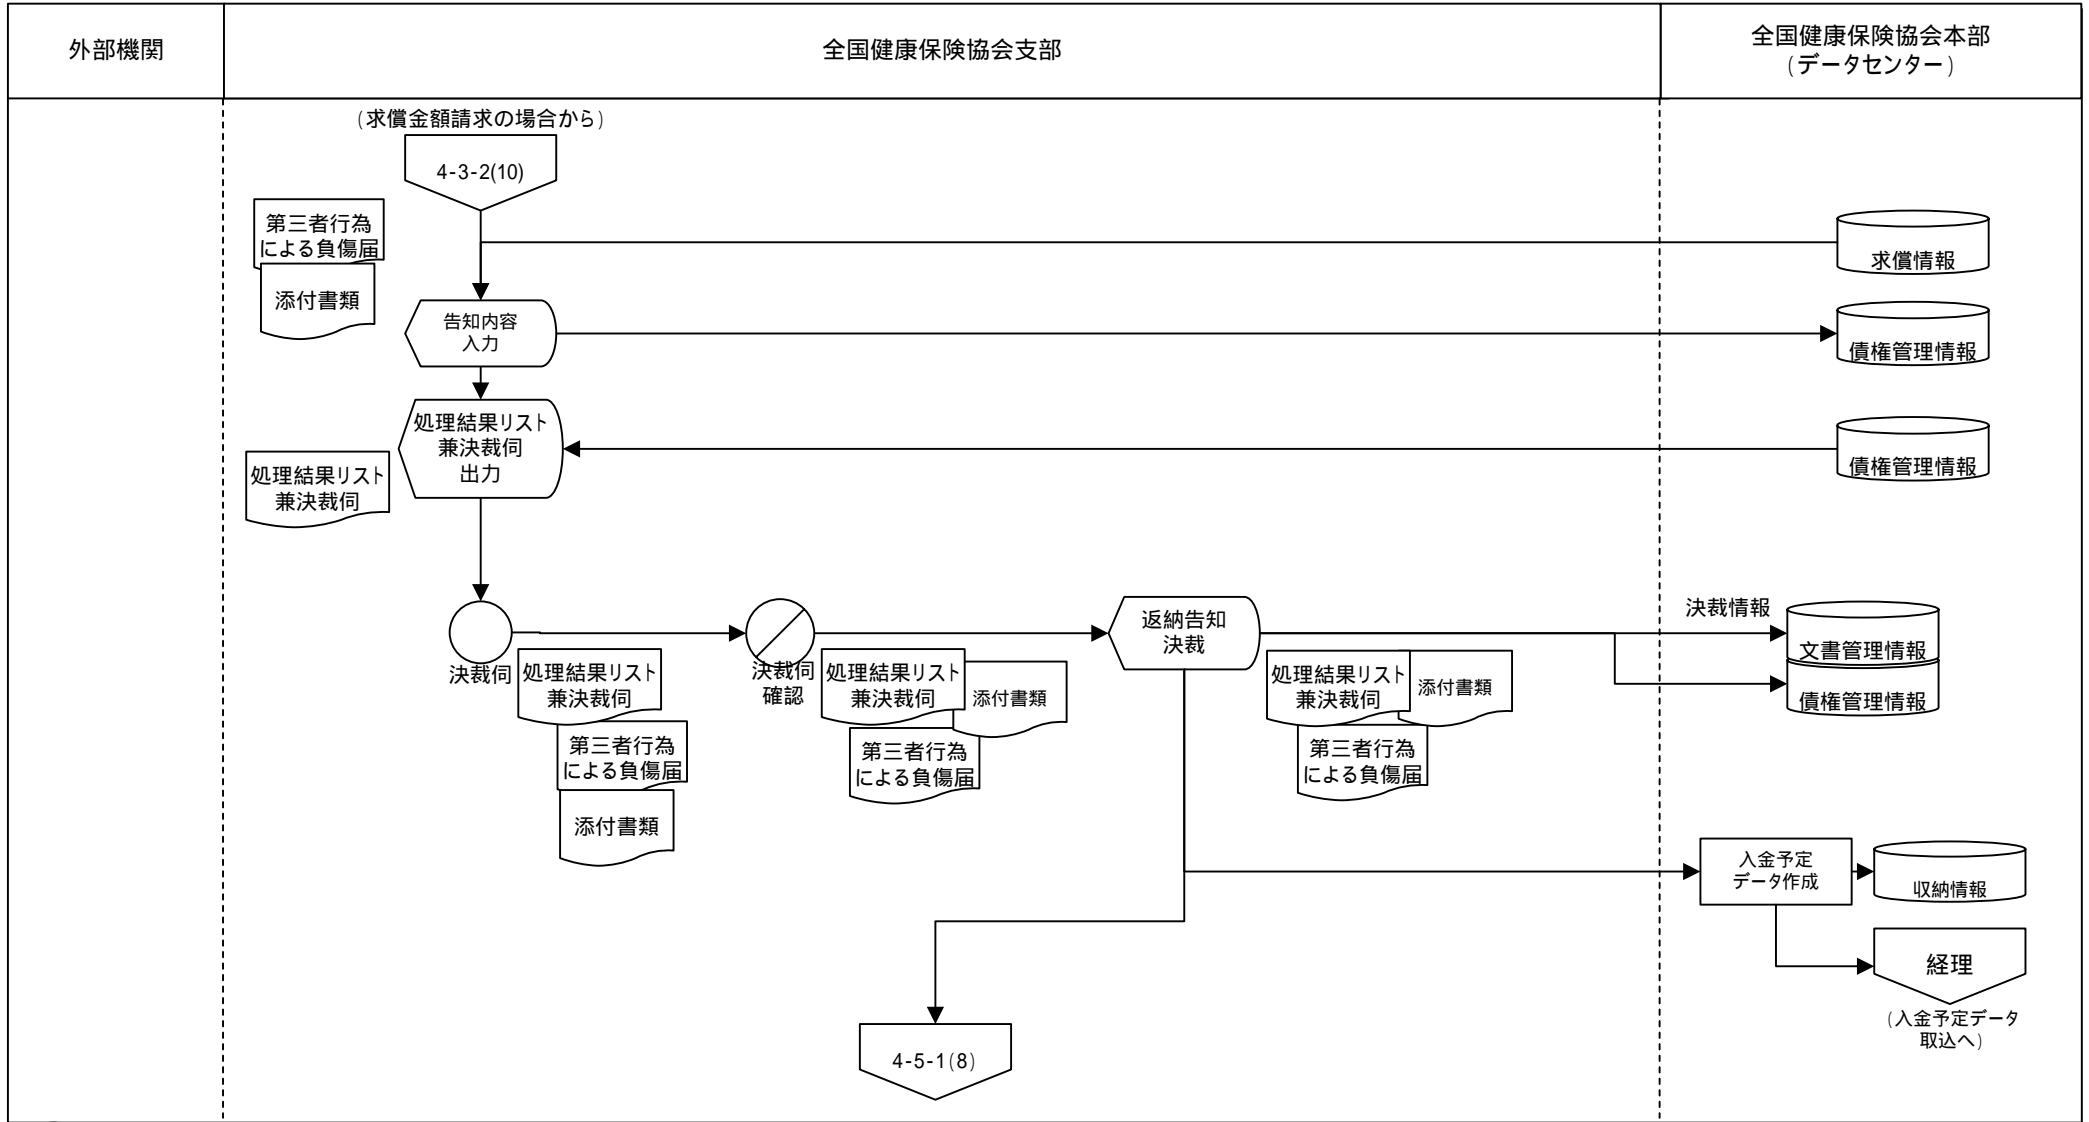 外部機関
全国健康保険協会支部
全国健康保険協会本部
(データセンター)
(求償金額請求の場合から)
4-3-2(10)
第三者行為
による負傷届
添付書類
求償情報
告知内容
入力
債権管理情報
処理結果リスト
兼決裁伺
出力
債権管理情報
処理結果リスト
兼決裁伺
決裁伺
処理結果リスト
兼決裁伺
第三者行為
による負傷届
添付書類
決裁伺
確認
処理結果リスト
兼決裁伺
添付書類
第三者行為
による負傷届
返納告知
決裁
処理結果リスト
兼決裁伺
添付書類
第三者行為
による負傷届
決裁情報
文書管理情報
債権管理情報
入金予定
データ作成
収納情報
経理
(入金予定データ
取込へ)
4-5-1(8)